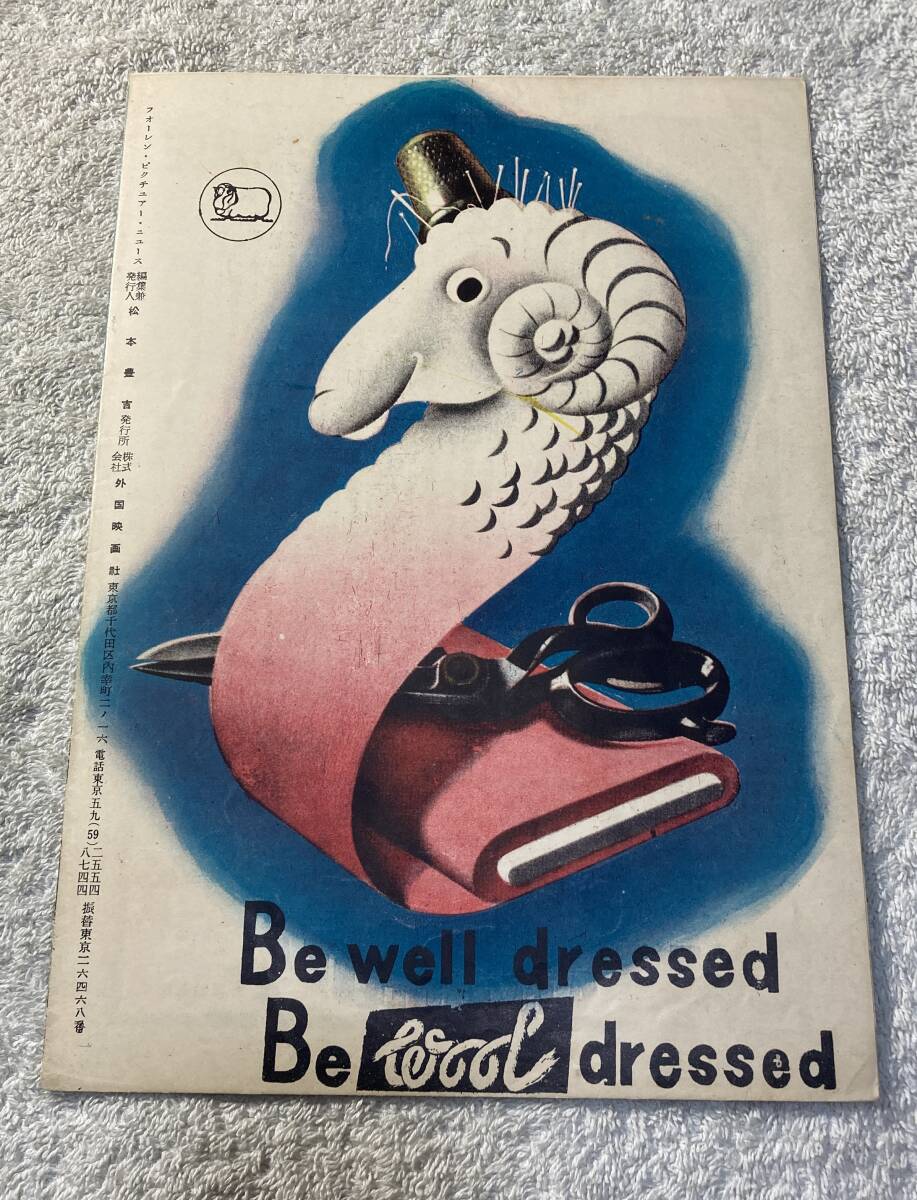 フオーレン・ピクチュアー・ニュース 編集兼発行人 松本豊吉 発行所 株式会社 外国映画社 東京都千代田区内幸町二ノ一六 電話東京五九(59)二五五四 八七四四 振替東京二六四六八番
Be well dressed
Be wool dressed